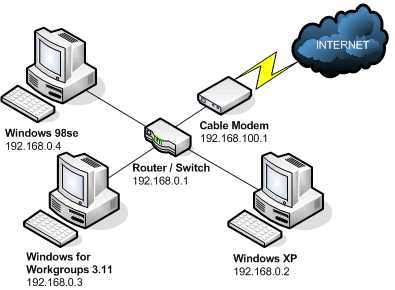 INTERNET
Cable Modem
192.168.100.1
Windows 98se
192.168.0.4
Router / Switch
192.168.0.1
Windows for
Workgroups 3.11
192.168.0.3
Windows XP
192.168.0.2